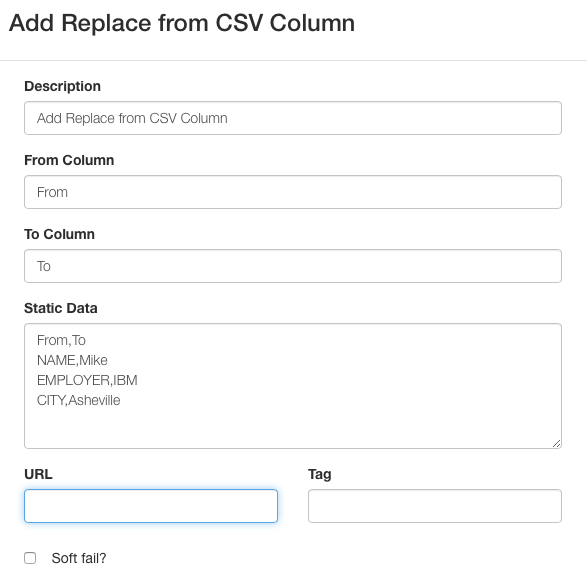 Add Replace from CSV Column
Description
Add Replace from CSV Column
From Column
From
To Column
To
Static Data
From,To
NAME,Mike
EMPLOYER,IBM
CITY,Asheville
URL
Tag
Soft fail?